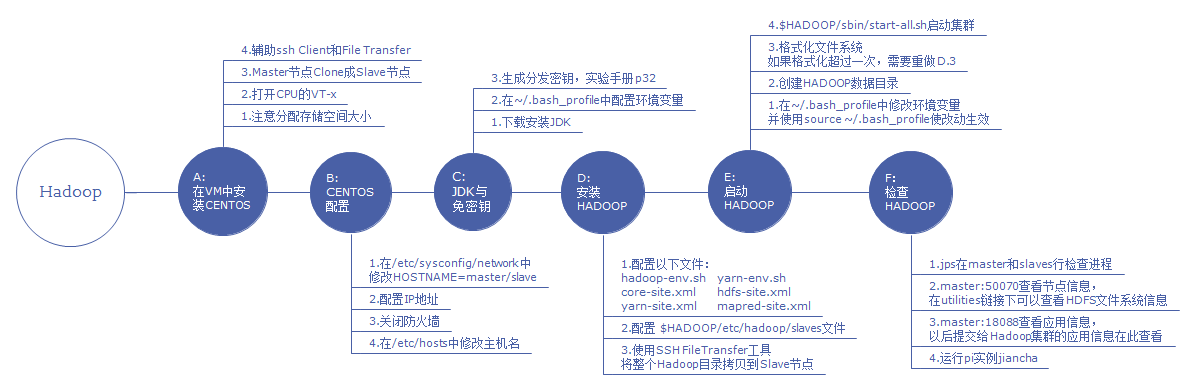 Hadoop
A:
在VM中安
装CENTOS
4.辅助ssh Client和File Transfer
3.Master节点Clone成Slave节点
2.打开CPU的VT-x
1.注意分配存储空间大小
B:
CENTOS
配置
1.在/etc/sysconfig/network中
修改HOSTNAME=master/slave
2.配置IP地址
3.关闭防火墙
4.在/etc/hosts中修改主机名
C:
JDK与
免密钥
3.生成分发密钥，实验手册p32
2.在~/.bash_profile中配置环境变量
1.下载安装JDK
D:
安装
HADOOP
1.配置以下文件：
hadoop-env.sh yarn-env.sh
core-site.xml hdfs-site.xml
yarn-site.xml mapred-site.xml
2.配置 $HADOOP/etc/hadoop/slaves文件
3.使用SSH FileTransfer工具
将整个Hadoop目录拷贝到Slave节点
E:
启动
HADOOP
4.$HADOOP/sbin/start-all.sh启动集群
3.格式化文件系统
如果格式化超过一次，需要重做D.3
2.创建HADOOP数据目录
1.在~/.bash_profile中修改环境变量
并使用source ~/.bash_profile使改动生效
F:
检查
HADOOP
1.jps在master和slaves行检查进程
2.master:50070查看节点信息，
在utilities链接下可以查看HDFS文件系统信息
3.master:18088查看应用信息，
以后提交给Hadoop集群的应用信息在此查看
4.运行pi实例jiancha